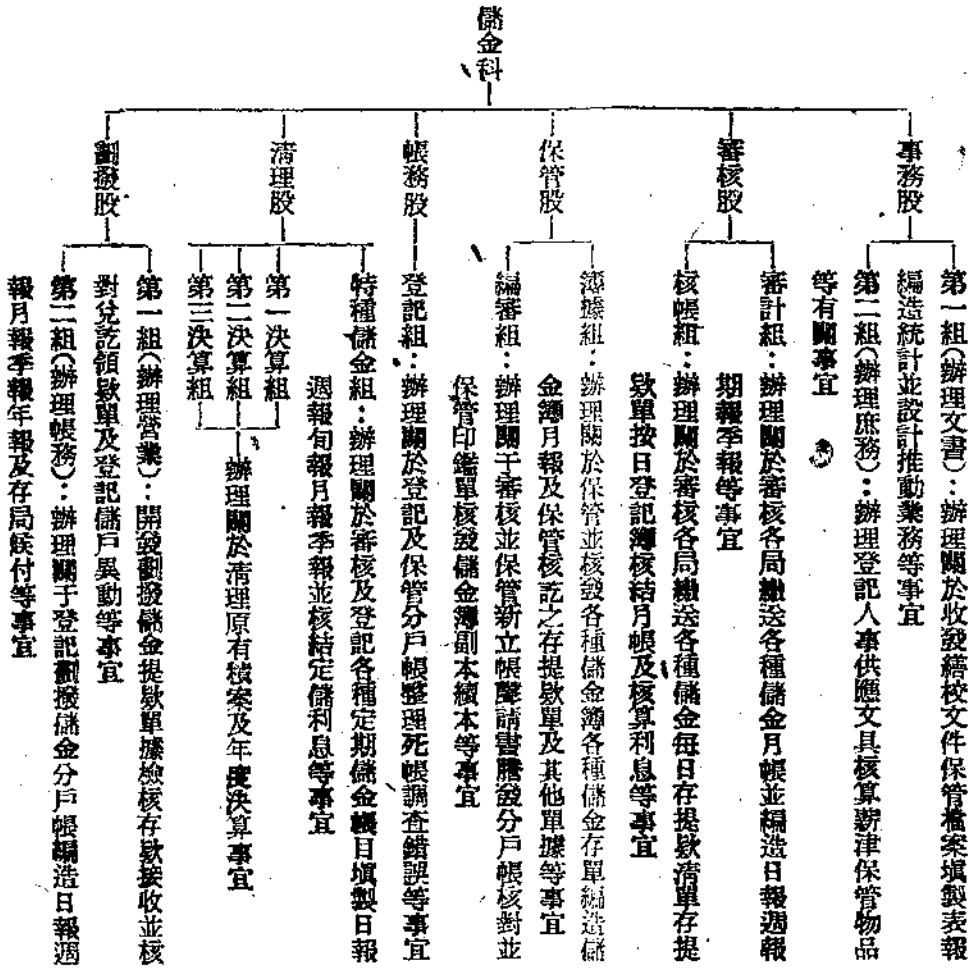 儲金科
事務股
第一組(辦理文書):辦理關於收發繕校文件保管檔案塡製表報
編造統計並設計推動業務等事宜
第二組(辦理庶務):辦理登記人事供應文具核算薪津保管物品
等有關事宜
審核股
審計組:辦理關於審核各局繳送各種儲金月帳並編造日報週報
期報季報等事宜
核帳組:辦理關於審核各局繳送各種儲金每日存提欵清單存提
欵單按日登記簿核結月帳及核算利息等事宜
保管股
簿據組:辦理關於保管並核發各種儲金簿各種儲金存單編造儲
金簿月報及保管核訖之存提欵單及其他單據等事宜
編審組:辦理關于審核並保管新立帳聲請書謄發分戶帳核對並
保管印鑑單核發儲金簿副本續本等事宜
帳務股
登記組:辦理關於登記及保管分戶帳整理死帳調查錯誤等事宜
清理股
特種儲金組:辦理關於審核及登記各種定期儲金帳目塡製日報
週報旬報月報季報並核結定儲利息等事宜
第一決算組
第二決算組
第三決算組
辦理關於清理原有積案及年度決算事宜
劃撥股
第一組(辦理營業):開發劃撥儲金提欵單據檢核存欵接收並核
對兌訖領欵單及登記儲戶異動等事宜
第二組(辦理帳務):辦理關于登記劃撥儲金分戶帳編造日報週
報月報季報年報及存局候付等事宜